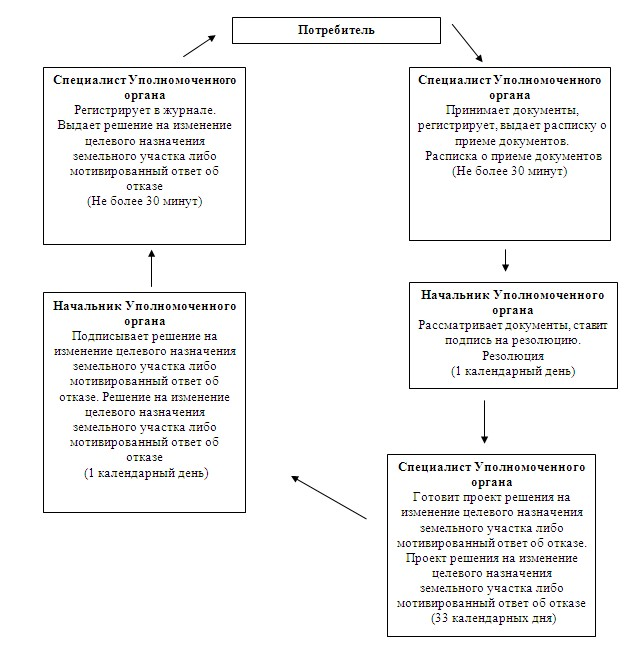 Потребитель
Специалист Уполномоченного
органа
Принимает документы,
регистрирует, выдает расписку о
приеме документов.
Расписка о приеме документов
(Не более 30 минут)
Начальник Уполномоченного
органа
Рассматривает документы, ставит
подпись на резолюцию.
Резолюция
(1 календарный день)
Специалист Уполномоченного
органа
Готовит проект решения на
изменение целевого назначения
земельного участка либо
мотивированный ответ об отказе.
Проект решения на изменение
целевого назначения
земельного участка либо
мотивированный ответ об отказе
(33 календарных дня)
Начальник Уполномоченного
органа
Подписывает решение на
изменение целевого назначения
земельного участка либо
мотивированный ответ об
отказе. Решение на изменение
целевого назначения
земельного участка либо
мотивированный ответ об
отказе
(1 календарный день)
Специалист Уполномоченного
органа
Регистрирует в журнале.
Выдает решение на изменение
целевого назначения
земельного участка либо
мотивированный ответ об
отказе
(Не более 30 минут)